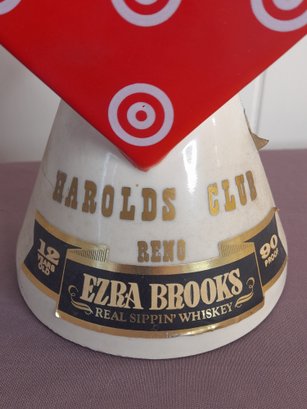 HAROLDS CLUB
RENO
12
YEARS
OLD
EZRA BROOKS
REAL SIPPIN' WHISKEY
90
PROOF